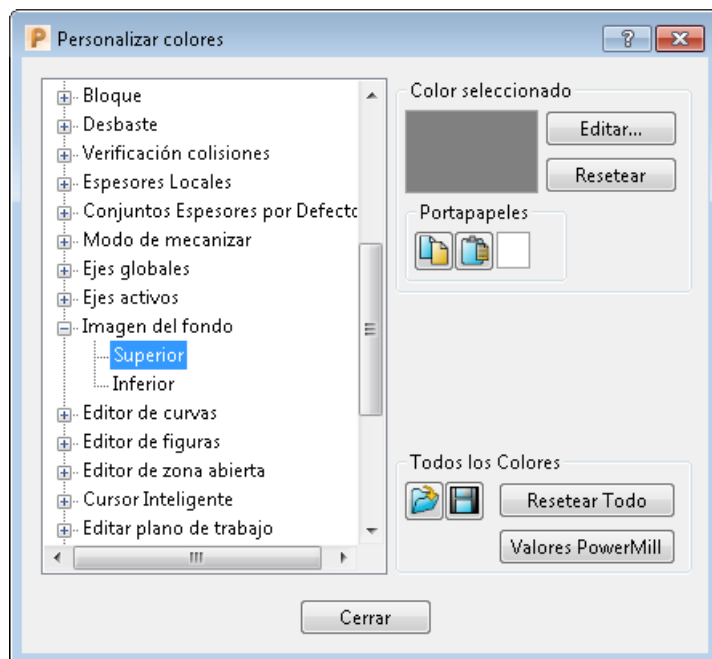 Personalizar colores
Bloque
Desbaste
Verificación colisiones
Espesores Locales
Conjuntos Espesores por Defecto
Modo de mecanizar
Ejes globales
Ejes activos
Imagen del fondo
Superior
Inferior
Editor de curvas
Editor de figuras
Editor de zona abierta
Cursor Inteligente
Editar plano de trabajo
Color seleccionado
Editar...
Resetear
Portapapeles
Todos los Colores
Resetear Todo
Valores PowerMill
Cerrar